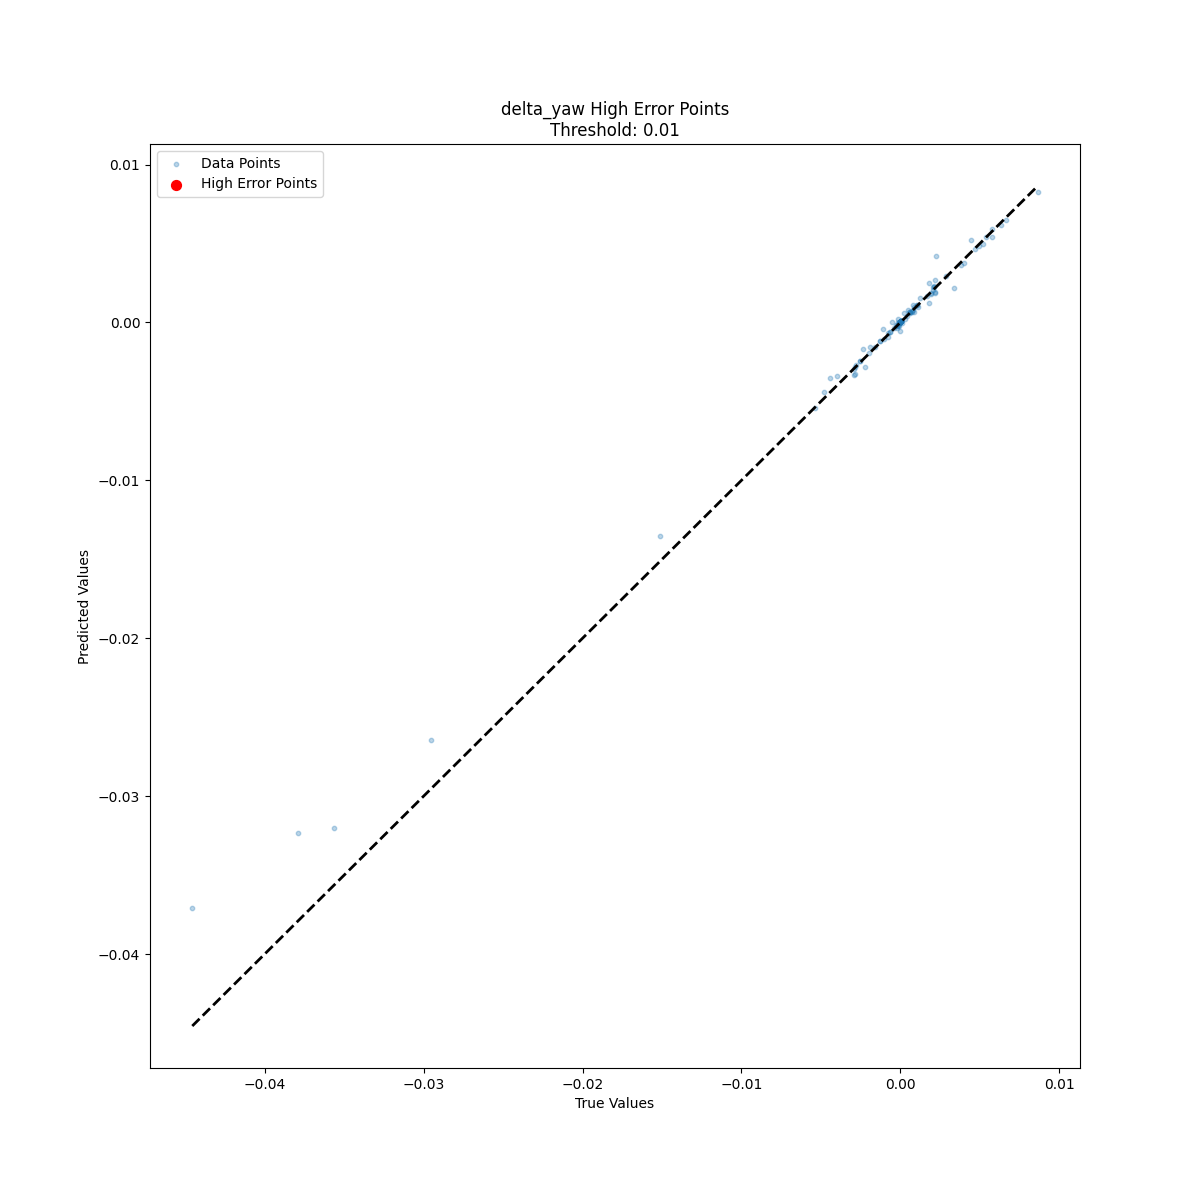 delta_yaw High Error Points
Threshold: 0.01
Data Points
High Error Points
0.01
0.00
−0.01
−0.02
−0.03
−0.04
Predicted Values
−0.04
−0.03
−0.02
−0.01
0.00
0.01
True Values